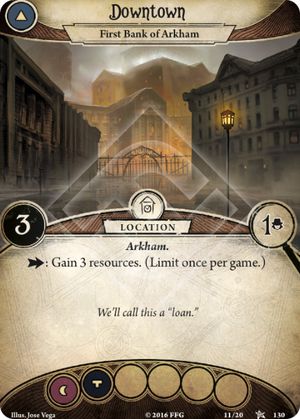 Downtown
First Bank of Arkham
3
1
LOCATION
Arkham.
: Gain 3 resources. (Limit once per game.)
We'll call this a “loan.”
Illus. Jose Vega
© 2016 FFG
11/20
130